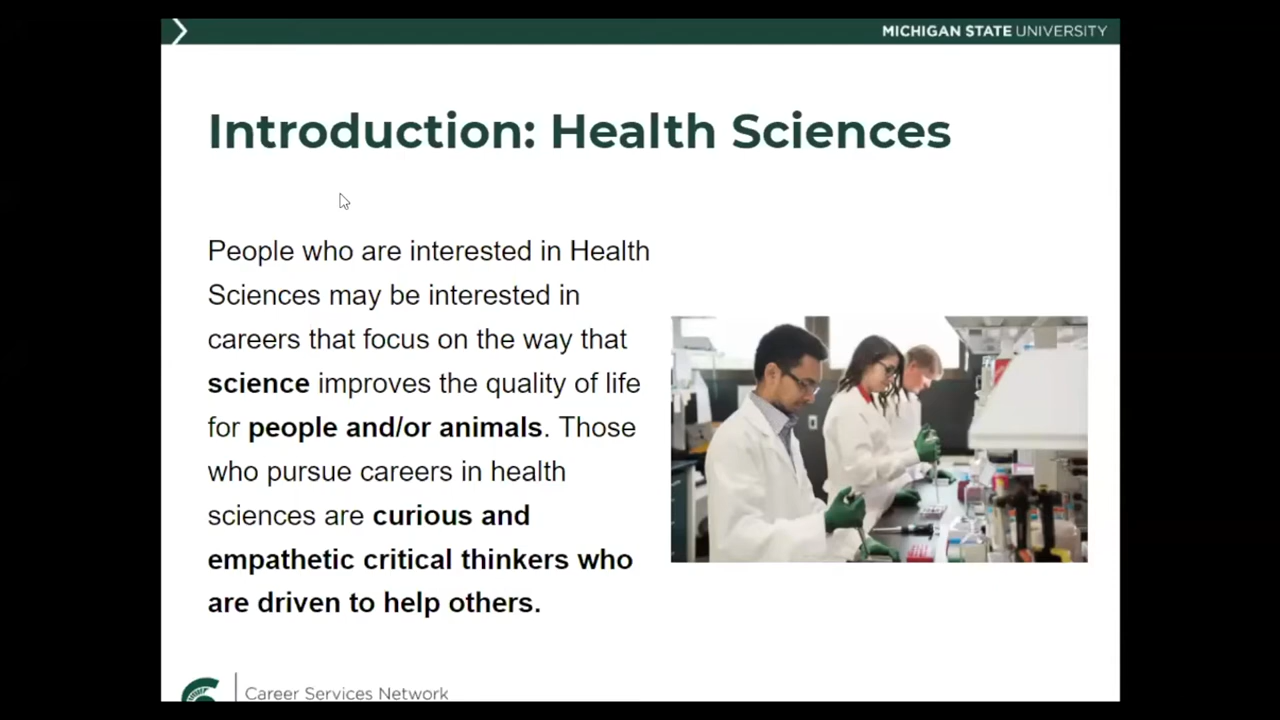 MICHIGAN STATE UNIVERSITY
Introduction: Health Sciences
People who are interested in Health
Sciences may be interested in
careers that focus on the way that
science improves the quality of life
for people and/or animals. Those
who pursue careers in health
sciences are curious and
empathetic critical thinkers who
are driven to help others.
Career Services Network